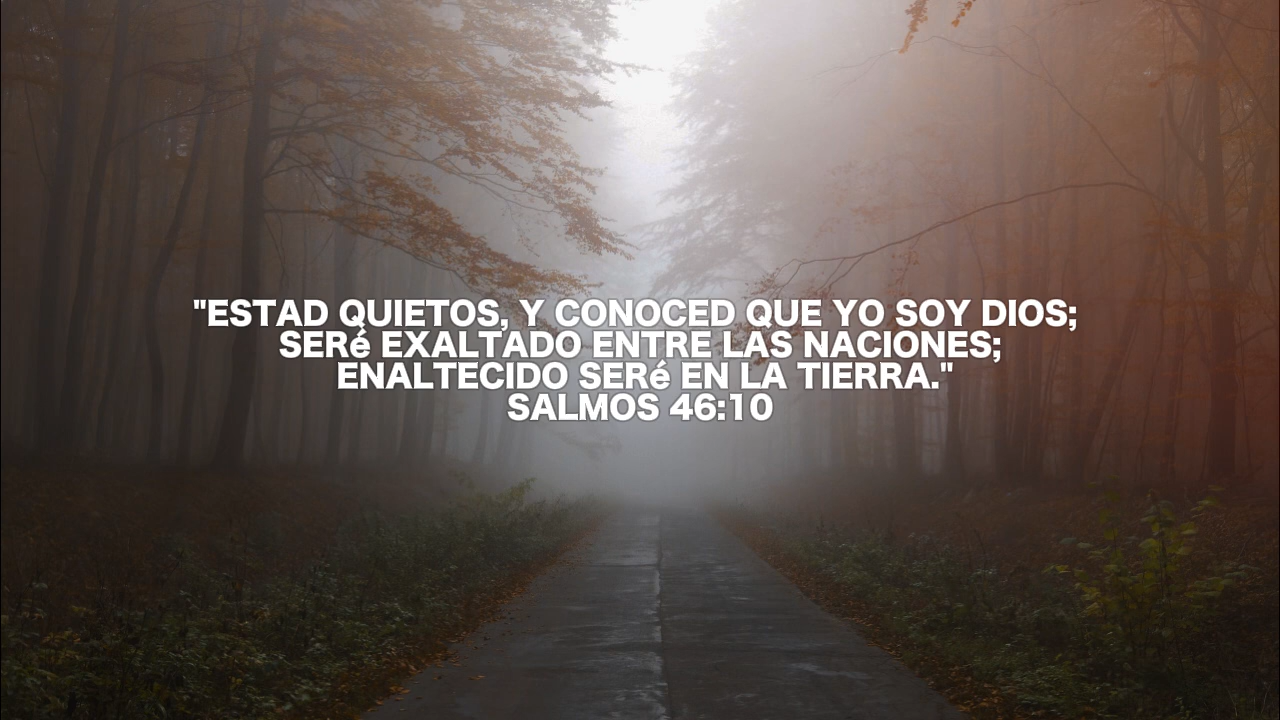 "ESTAD QUIETOS, Y CONOCED QUE YO SOY DIOS;
SERé EXALTADO ENTRE LAS NACIONES;
ENALTECIDO SERé EN LA TIERRA."
SALMOS 46:10